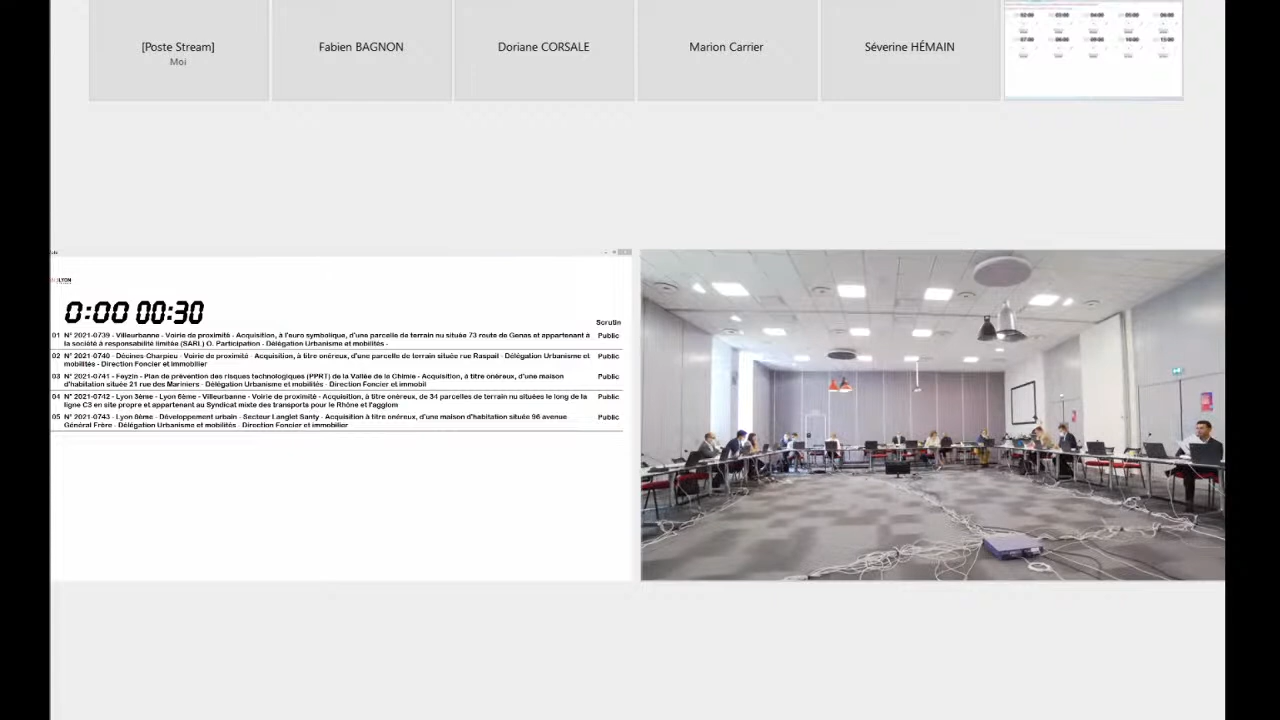 [Poste Stream]
Moi
Fabien BAGNON
Doriane CORSALE
Marion Carrier
Séverine HÉMAIN
LYON
0:00 00:30
Scrutin
01 N° 2021-0739 - Villeurbanne - Voirie de proximité - Acquisition, à l'euro symbolique, d'une parcelle de terrain nu située 73 route de Genas et appartenant à Public
la société à responsabilité limitée (SARL) O. Participation - Délégation Urbanisme et mobilités -
02 N° 2021-0740 - Décines-Charpieu - Voirie de proximité - Acquisition, à titre onéreux, d'une parcelle de terrain située rue Raspail - Délégation Urbanisme et Public
mobilités - Direction Foncier et immobilier
03 N° 2021-0741 - Feyzin - Plan de prévention des risques technologiques (PPRT) de la Vallée de la Chimie - Acquisition, à titre onéreux, d'une maison Public
d'habitation située 21 rue des Mariniers - Délégation Urbanisme et mobilités - Direction Foncier et immobil
04 N° 2021-0742 - Lyon 3ème - Lyon 6ème - Villeurbanne - Voirie de proximité - Acquisition, à titre onéreux, de 34 parcelles de terrain nu situées le long de la Public
ligne C3 en site propre et appartenant au Syndicat mixte des transports pour le Rhône et l'agglom
05 N° 2021-0743 - Lyon 8ème - Développement urbain - Secteur Langlet Santy - Acquisition à titre onéreux, d'une maison d'habitation située 96 avenue Public
Général Frère - Délégation Urbanisme et mobilités - Direction Foncier et immobilier